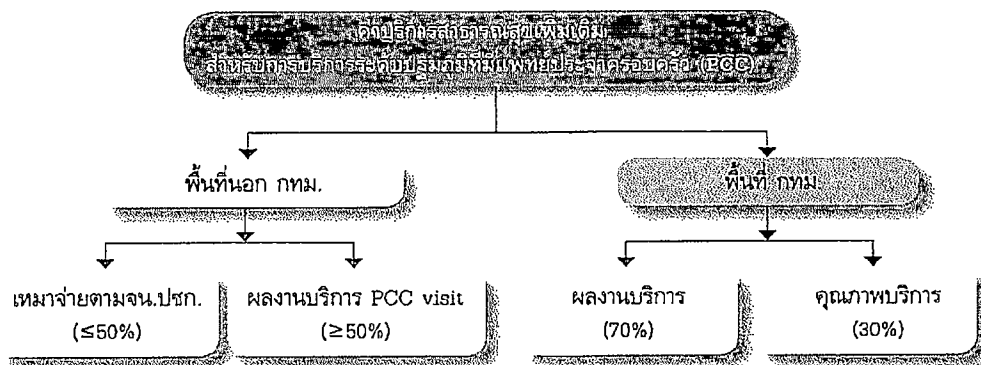 ค่าบริการสาธารณสุขเพิ่มเติม
สำหรับการบริการระดับปฐมภูมิที่มีแพทย์ประจำครอบครัว (PCC)
พื้นที่นอก กทม.
พื้นที่ กทม.
เหมาจ่ายตามจน.ปชก.
(≤50%)
ผลงานบริการ PCC visit
(≥50%)
ผลงานบริการ
(70%)
คุณภาพบริการ
(30%)